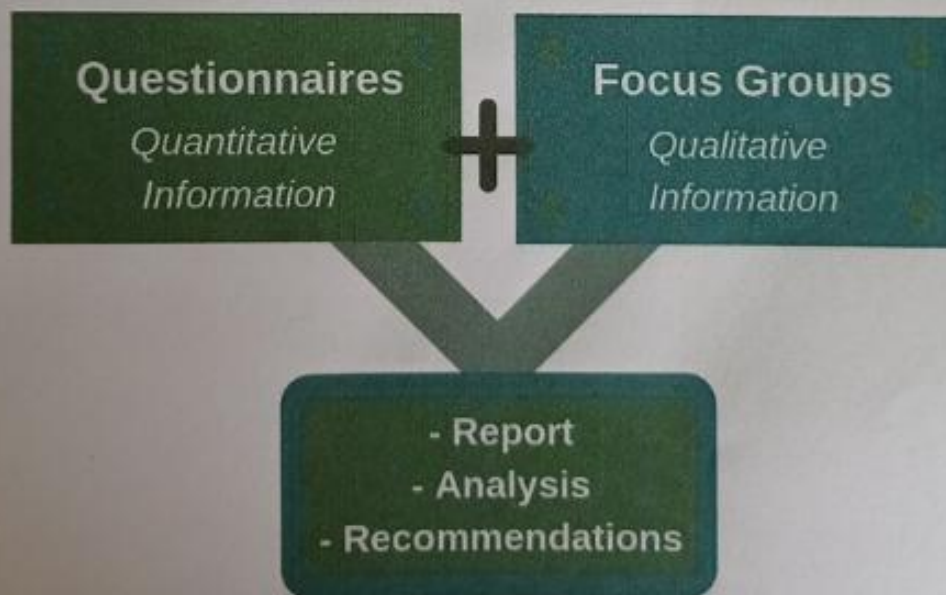 Questionnaires
Quantitative
Information
+
Focus Groups
Qualitative
Information
- Report
- Analysis
- Recommendations